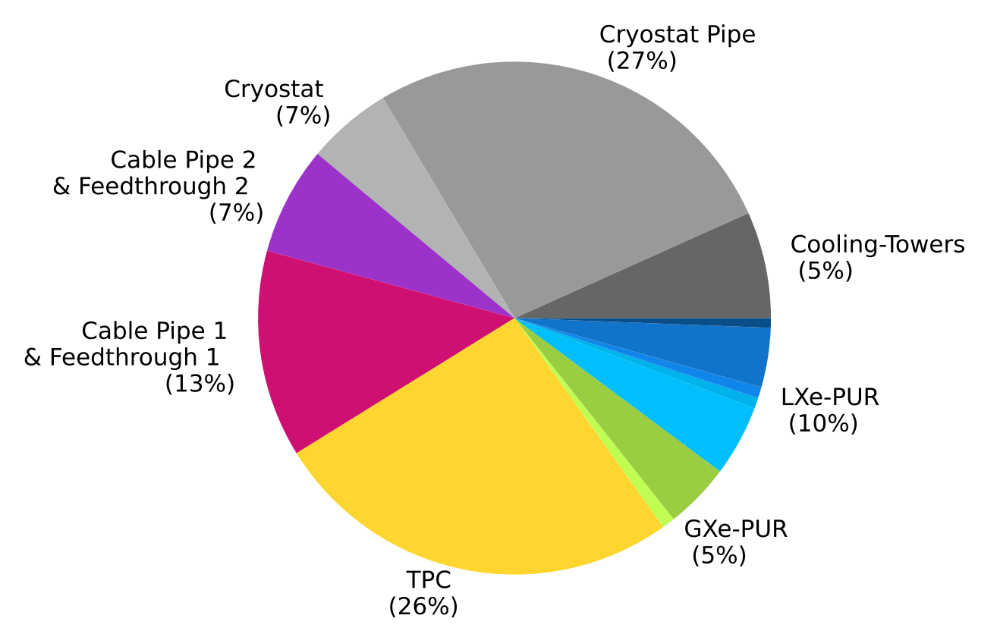 Cryostat Pipe
(27%)
Cryostat
(7%)
Cable Pipe 2
& Feedthrough 2
(7%)
Cooling-Towers
(5%)
Cable Pipe 1
& Feedthrough 1
(13%)
LXe-PUR
(10%)
GXe-PUR
(5%)
TPC
(26%)